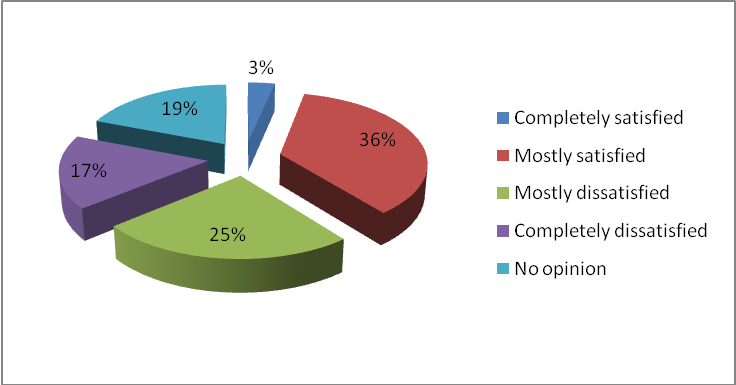 3%
36%
25%
17%
19%
Completely satisfied
Mostly satisfied
Mostly dissatisfied
Completely dissatisfied
No opinion